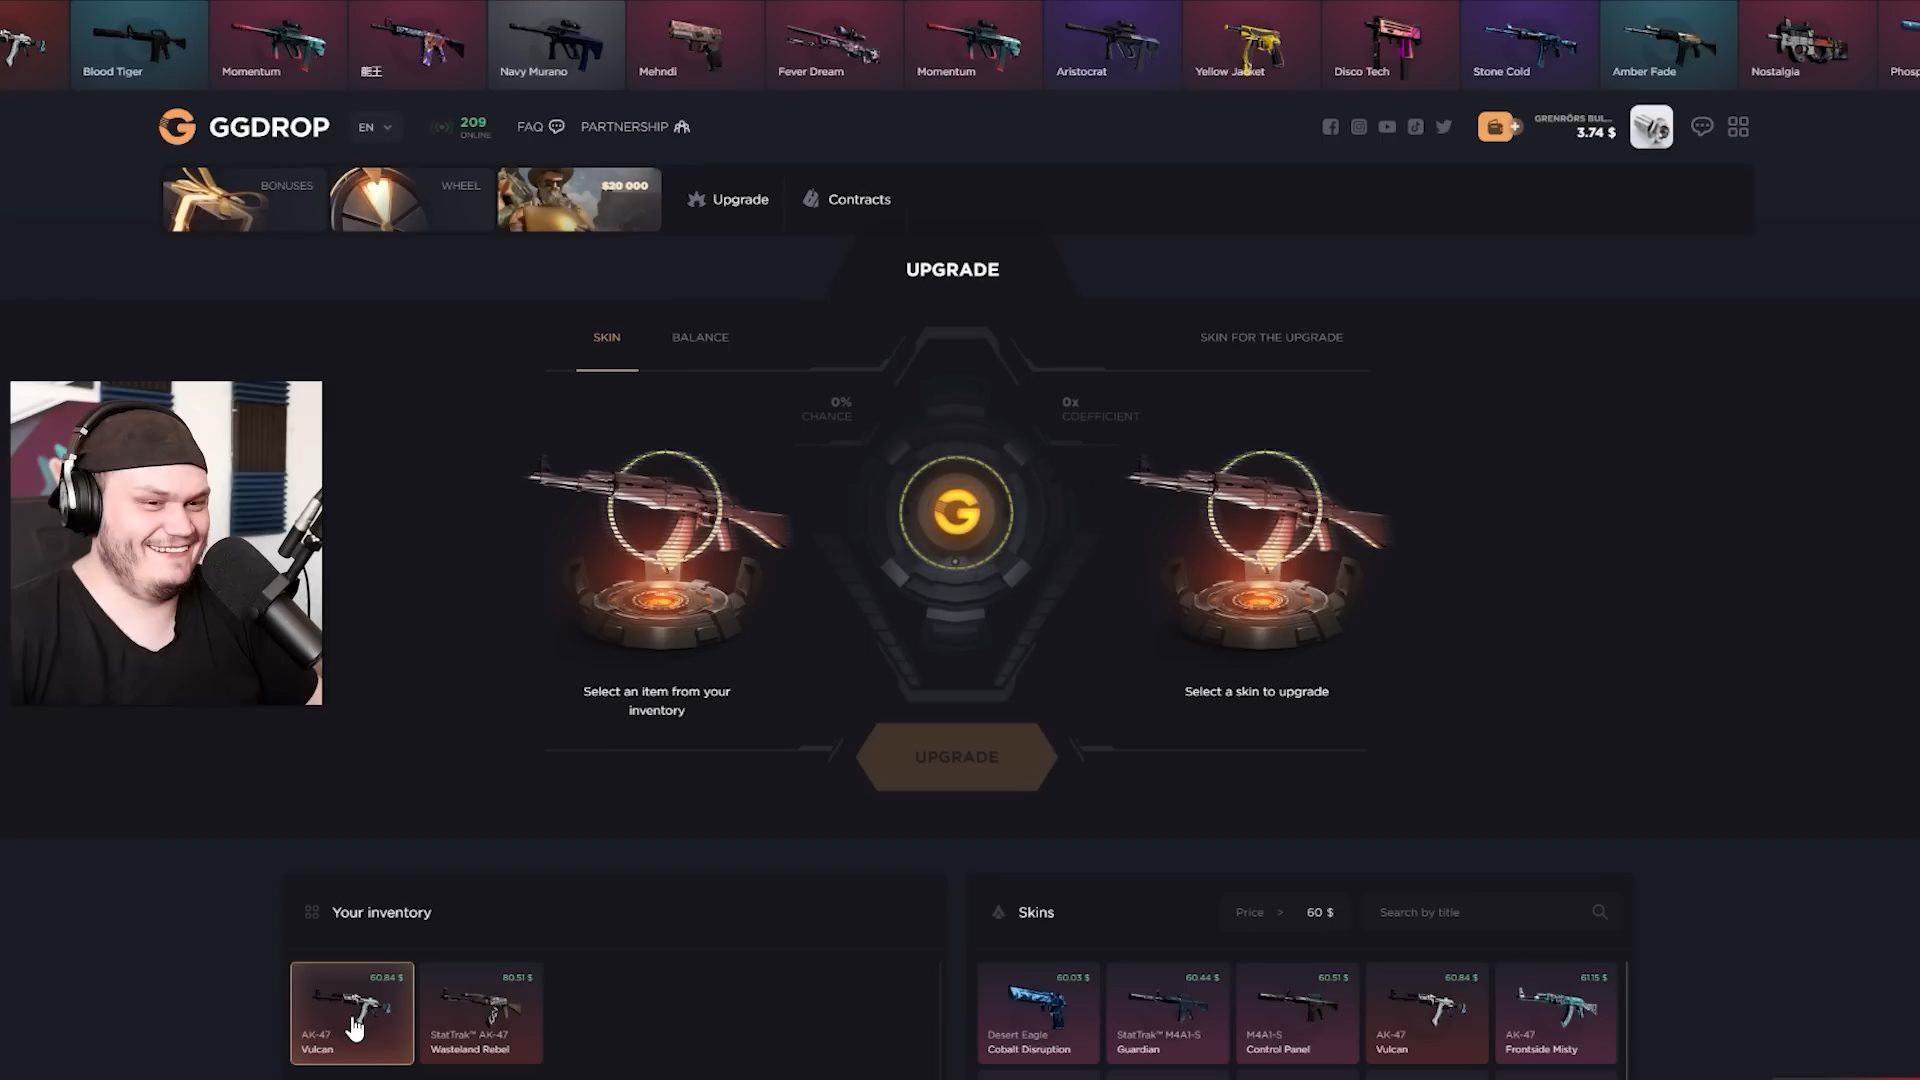 Blood Tiger
Momentum
龍王
Navy Murano
Mehndi
Fever Dream
Momentum
Aristocrat
Yellow Jacket
Disco Tech
Stone Cold
Amber Fade
Nostalgia
Phosp
GGDROP
EN
209
ONLINE
FAQ
PARTNERSHIP
GRENRÖRS BUL...
3.74 $
BONUSES
WHEEL
$20 000
Upgrade
Contracts
UPGRADE
SKIN
BALANCE
SKIN FOR THE UPGRADE
0%
CHANCE
0x
COEFFICIENT
Select an item from your
inventory
Select a skin to upgrade
UPGRADE
Your inventory
Skins
Price > 60 $
Search by title
60.84 $
AK-47
Vulcan
80.51 $
StatTrak™ AK-47
Wasteland Rebel
60.03 $
Desert Eagle
Cobalt Disruption
60.44 $
StatTrak™ M4A1-S
Guardian
60.51 $
M4A1-S
Control Panel
60.84 $
AK-47
Vulcan
61.15 $
AK-47
Frontside Misty